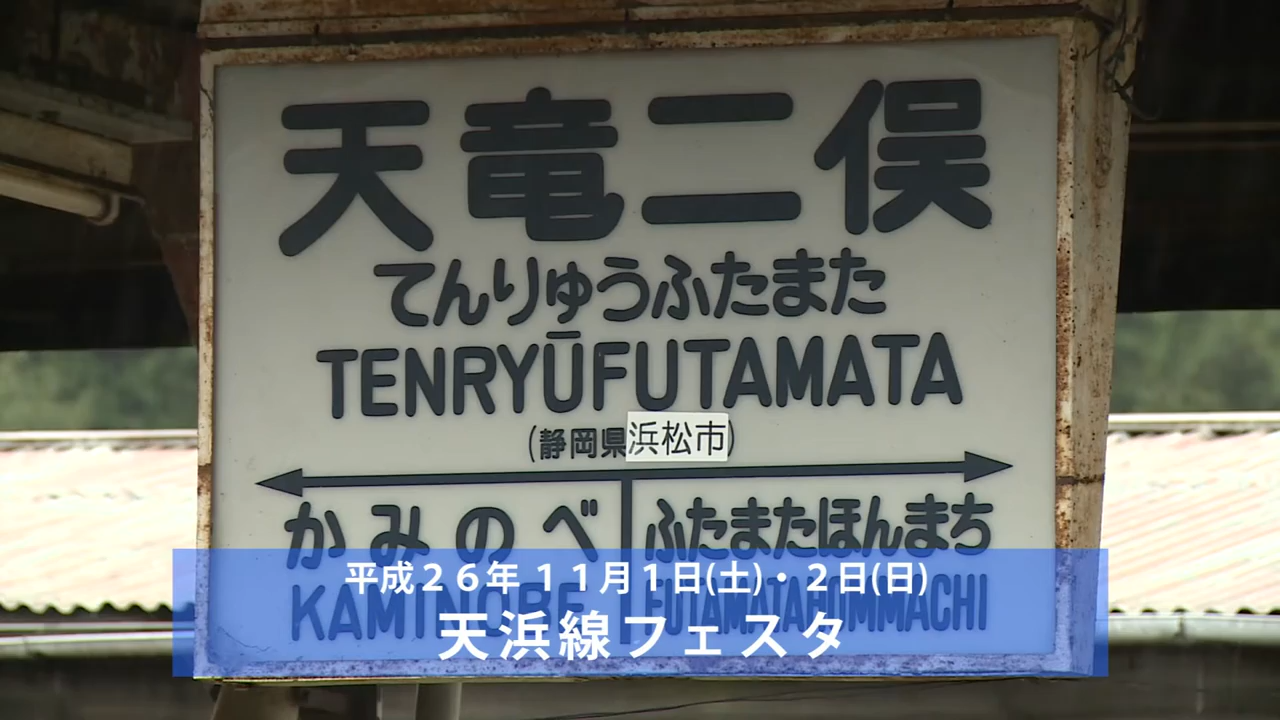 天竜二俣
てんりゅうふたまた
TENRYŪFUTAMATA
(静岡県浜松市)
かみのべ ふたまたほんまち
KAMINOBE FUTAMATAHOMMACHI
平成26年 11月1日(土)・2日(日)
天浜線フェスタ